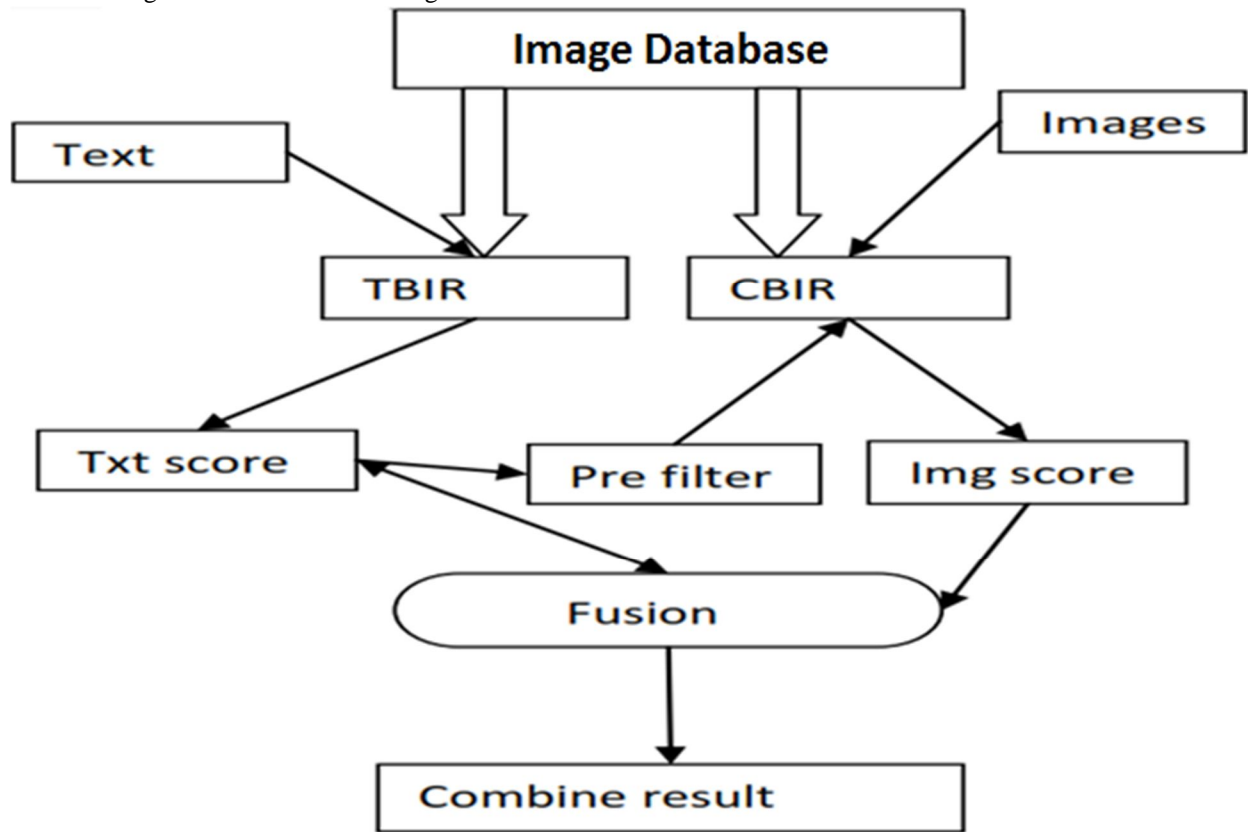 Image Database
Text
Images
TBIR
CBIR
Txt score
Pre filter
Img score
Fusion
Combine result